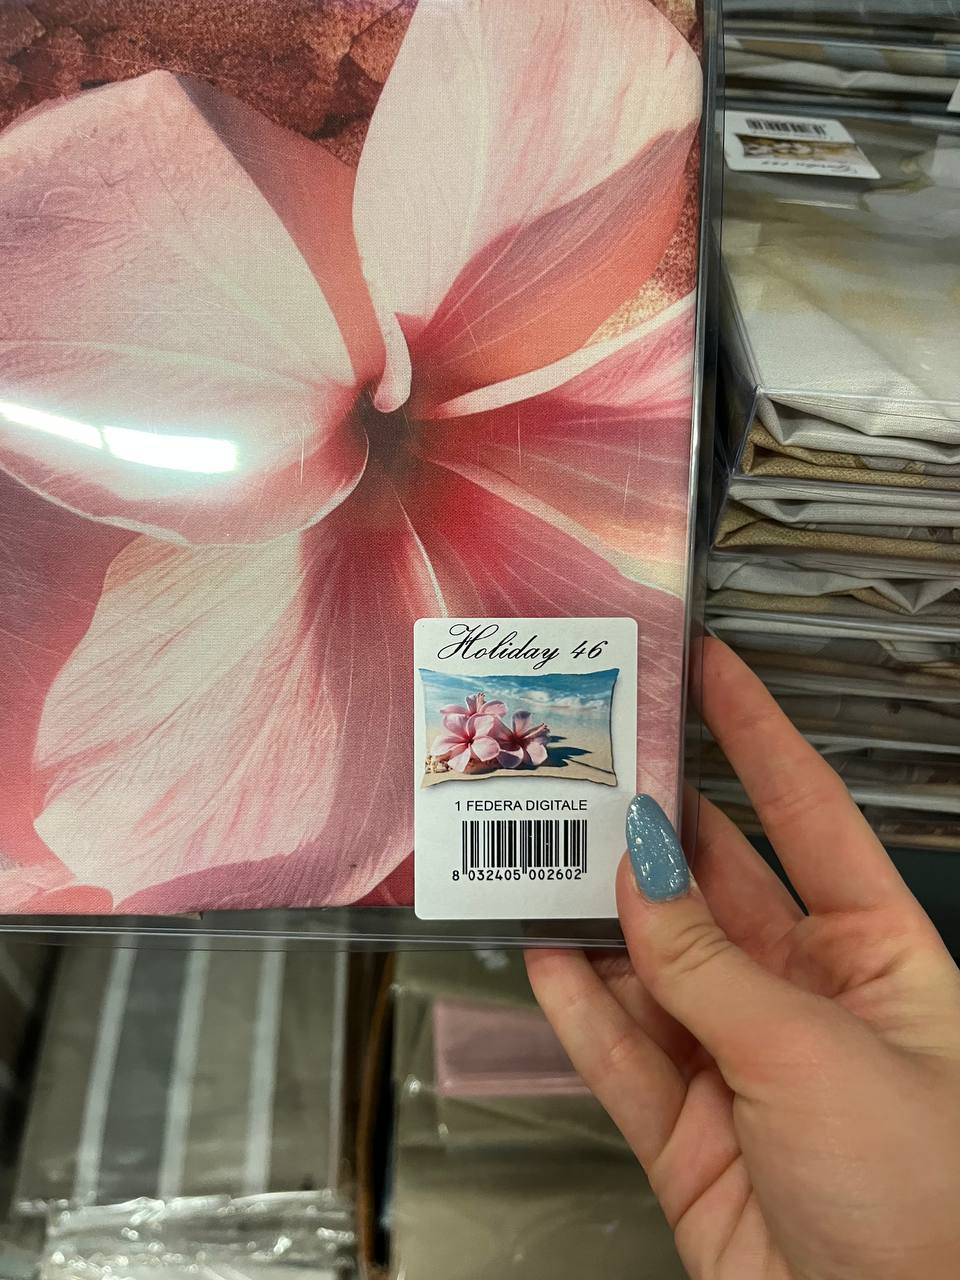 Holiday 46
1 FEDERA DIGITALE
8 032405 002602